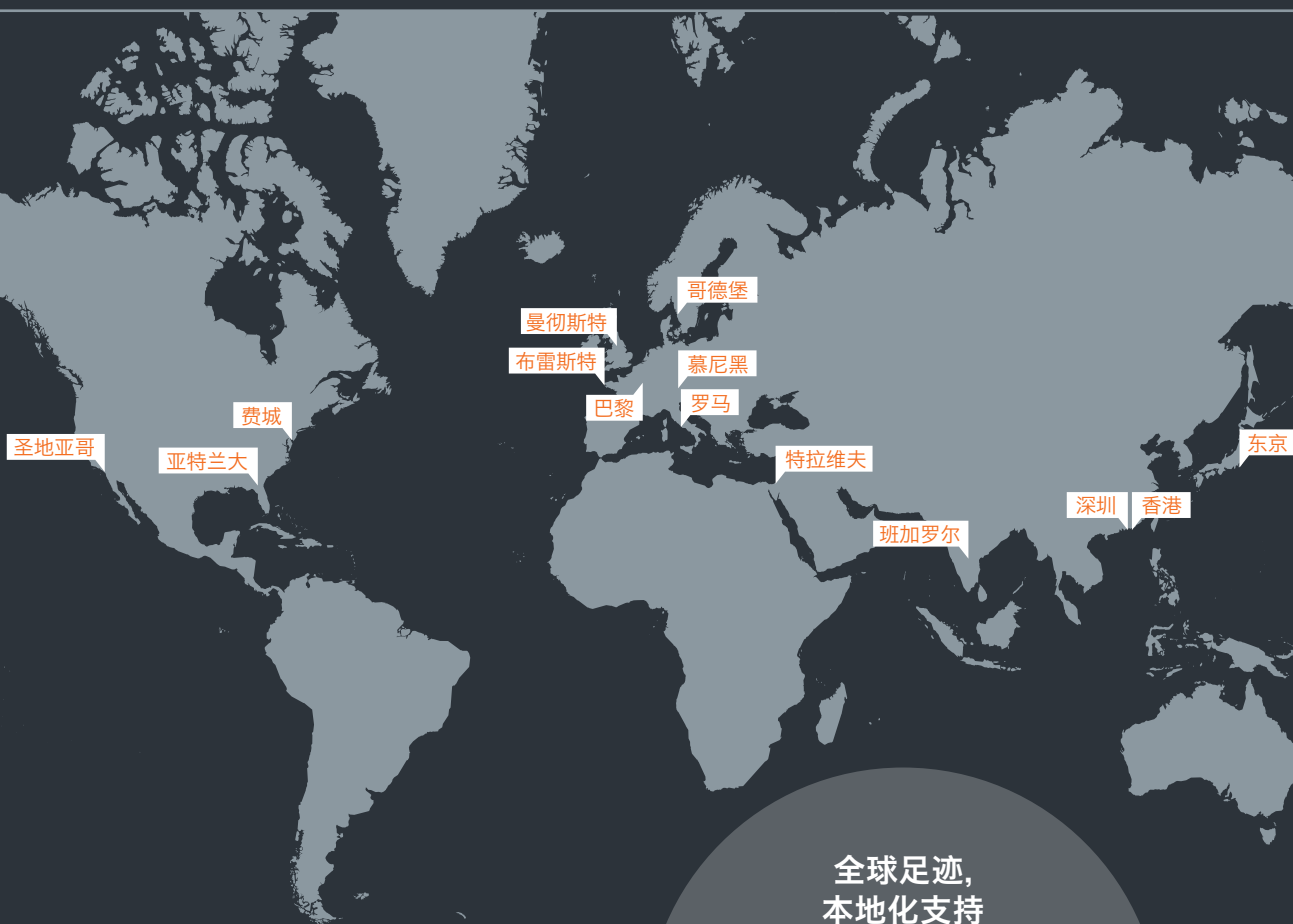 哥德堡
曼彻斯特
布雷斯特
慕尼黑
巴黎
罗马
费城
圣地亚哥
亚特兰大
特拉维夫
东京
深圳
香港
班加罗尔
全球足迹,
本地化支持